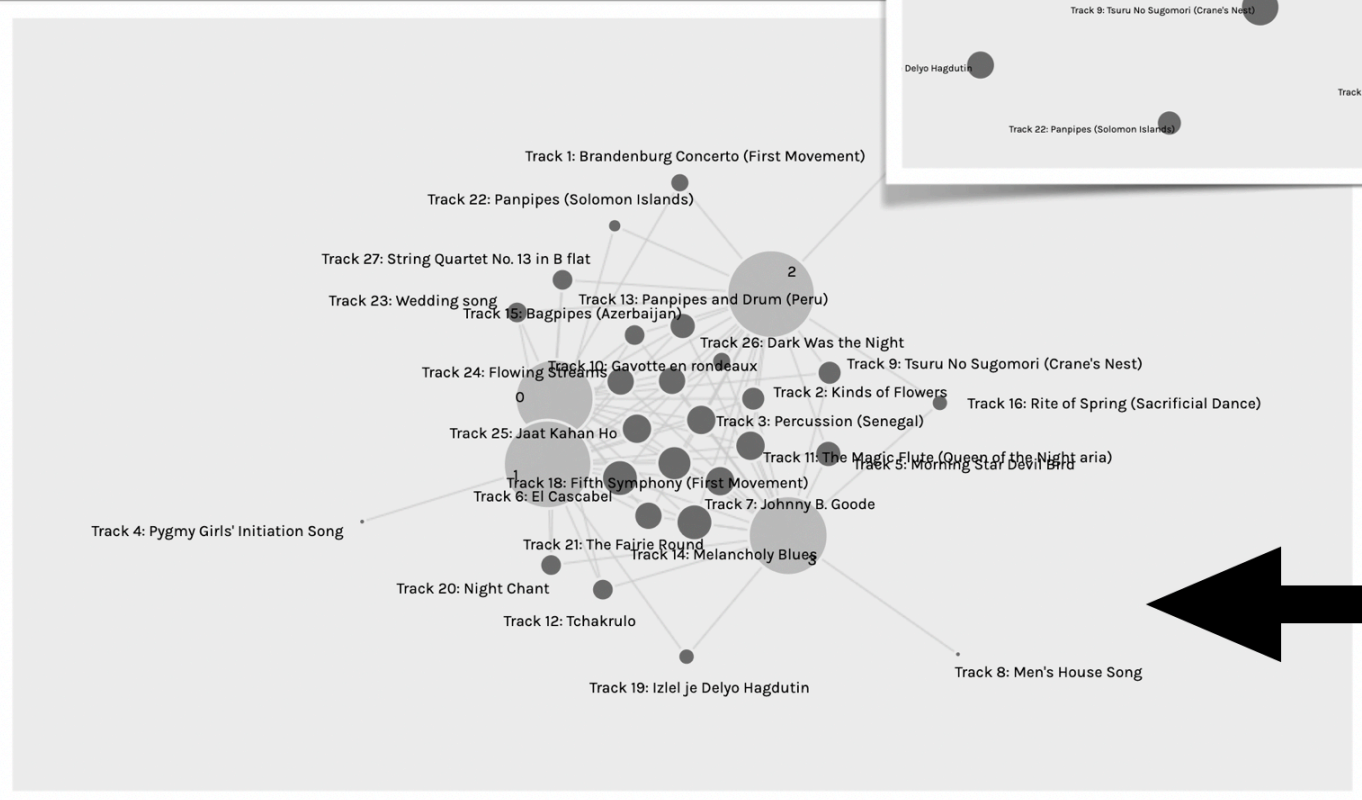 Track 9: Tsuru No Sugomori (Crane's Nest)
Delyo Hagdutin
Track
Track 22: Panpipes (Solomon Islands)
Track 1: Brandenburg Concerto (First Movement)
Track 22: Panpipes (Solomon Islands)
Track 27: String Quartet No. 13 in B flat
2
Track 23: Wedding song
Track 13: Panpipes and Drum (Peru)
Track 15: Bagpipes (Azerbaijan)
Track 26: Dark Was the Night
Track 10: Gavotte en rondeaux
Track 9: Tsuru No Sugomori (Crane's Nest)
Track 24: Flowing Streams
0
Track 2: Kinds of Flowers
Track 16: Rite of Spring (Sacrificial Dance)
Track 3: Percussion (Senegal)
Track 25: Jaat Kahan Ho
Track 11: The Magic Flute (Queen of the Night aria)
Track 5: Morning Star Devil Bird
1
Track 18: Fifth Symphony (First Movement)
Track 6: El Cascabel
Track 7: Johnny B. Goode
Track 4: Pygmy Girls' Initiation Song
Track 21: The Fairie Round
Track 14: Melancholy Blues
3
Track 20: Night Chant
Track 12: Tchakrulo
Track 8: Men's House Song
Track 19: Izlel je Delyo Hagdutin